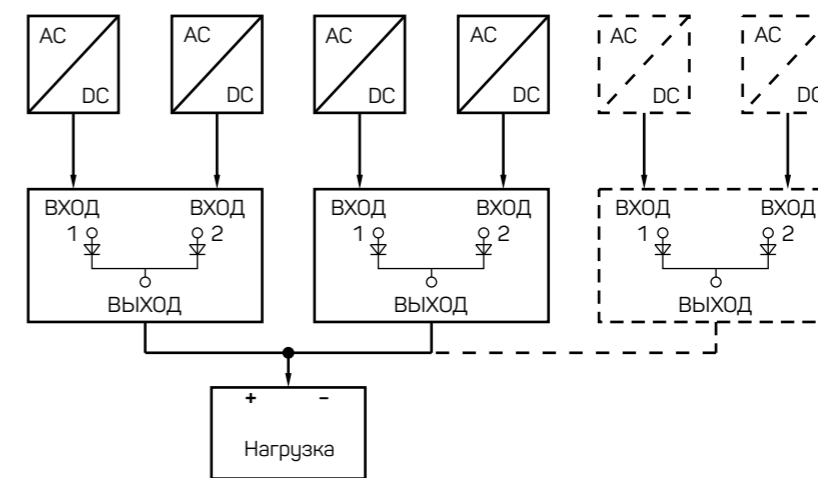 AC AC AC AC AC AC
DC DC DC DC DC DC
ВХОД ВХОД ВХОД ВХОД ВХОД ВХОД
1 2 1 2 1 2
ВЫХОД ВЫХОД ВЫХОД
+ −
Нагрузка